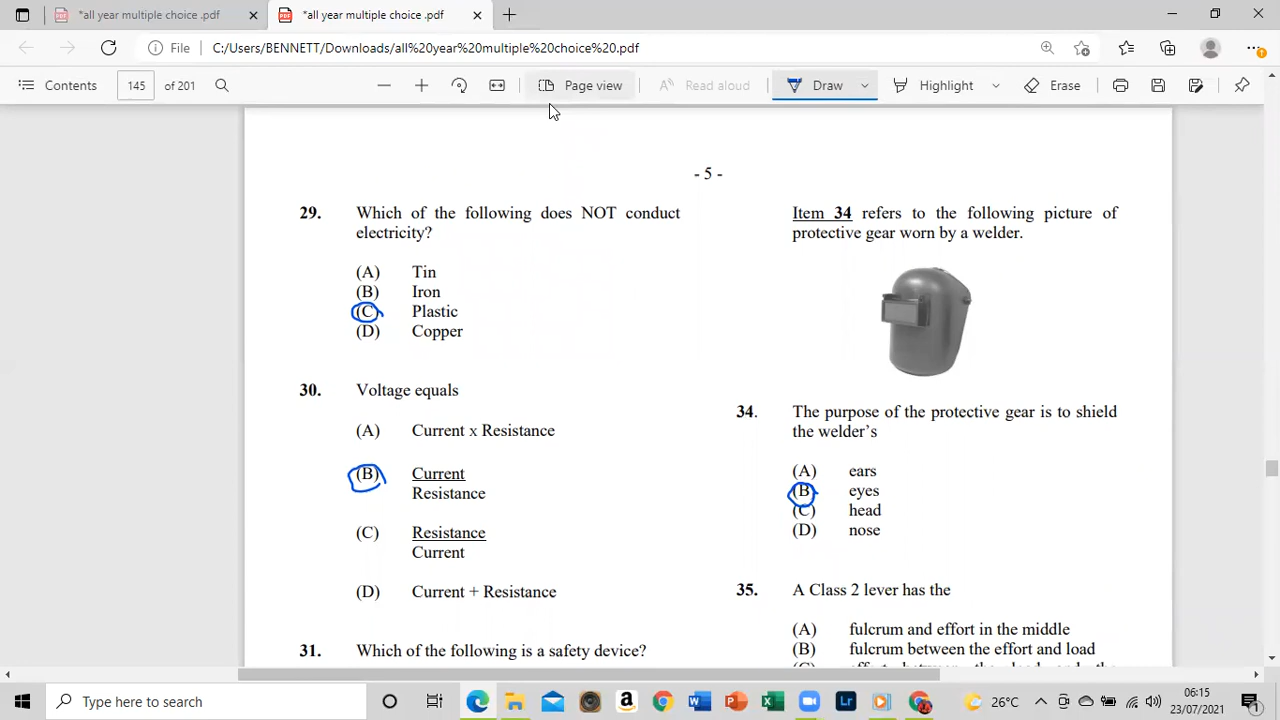 *all year multiple choice .pdf
*all year multiple choice .pdf
File
C:/Users/BENNETT/Downloads/all%20year%20multiple%20choice%20.pdf
Contents
145 of 201
Page view
Read aloud
Draw
Highlight
Erase
- 5 -
29. Which of the following does NOT conduct
electricity?
(A) Tin
(B) Iron
(C) Plastic
(D) Copper
30. Voltage equals
(A) Current x Resistance
(B) Current
Resistance
(C) Resistance
Current
(D) Current + Resistance
31. Which of the following is a safety device?
Item 34 refers to the following picture of
protective gear worn by a welder.
34. The purpose of the protective gear is to shield
the welder's
(A) ears
(B) eyes
(C) head
(D) nose
35. A Class 2 lever has the
(A) fulcrum and effort in the middle
(B) fulcrum between the effort and load
Type here to search
26°C
06:15
23/07/2021